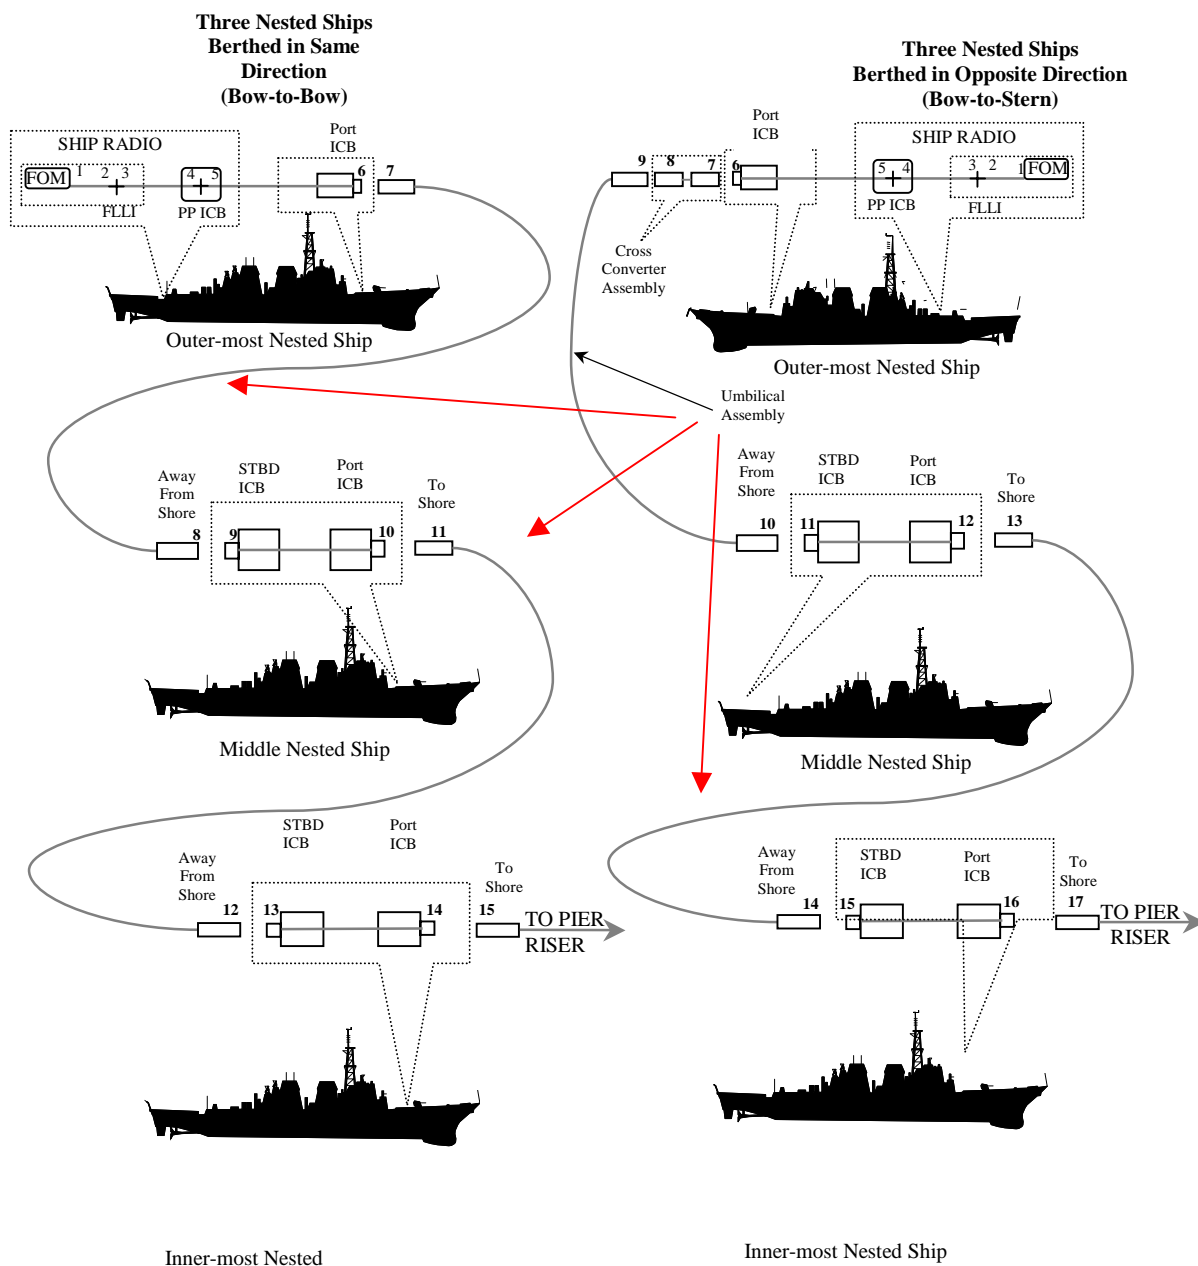 Three Nested Ships
Berthed in Same
Direction
(Bow-to-Bow)
SHIP RADIO
FOM
1
2
3
FLLI
4
5
PP ICB
Port
ICB
6
7
Outer-most Nested Ship
Away
From
Shore
8
STBD
ICB
9
Port
ICB
10
To
Shore
11
Middle Nested Ship
Away
From
Shore
12
STBD
ICB
13
Port
ICB
14
To
Shore
15
TO PIER
RISER
Inner-most Nested
Three Nested Ships
Berthed in Opposite Direction
(Bow-to-Stern)
9
8
7
Cross
Converter
Assembly
Port
ICB
6
SHIP RADIO
5
4
PP ICB
3
2
FLLI
1
FOM
Outer-most Nested Ship
Umbilical
Assembly
Away
From
Shore
10
STBD
ICB
11
Port
ICB
12
To
Shore
13
Middle Nested Ship
Away
From
Shore
14
STBD
ICB
15
Port
ICB
16
To
Shore
17
TO PIER
RISER
Inner-most Nested Ship